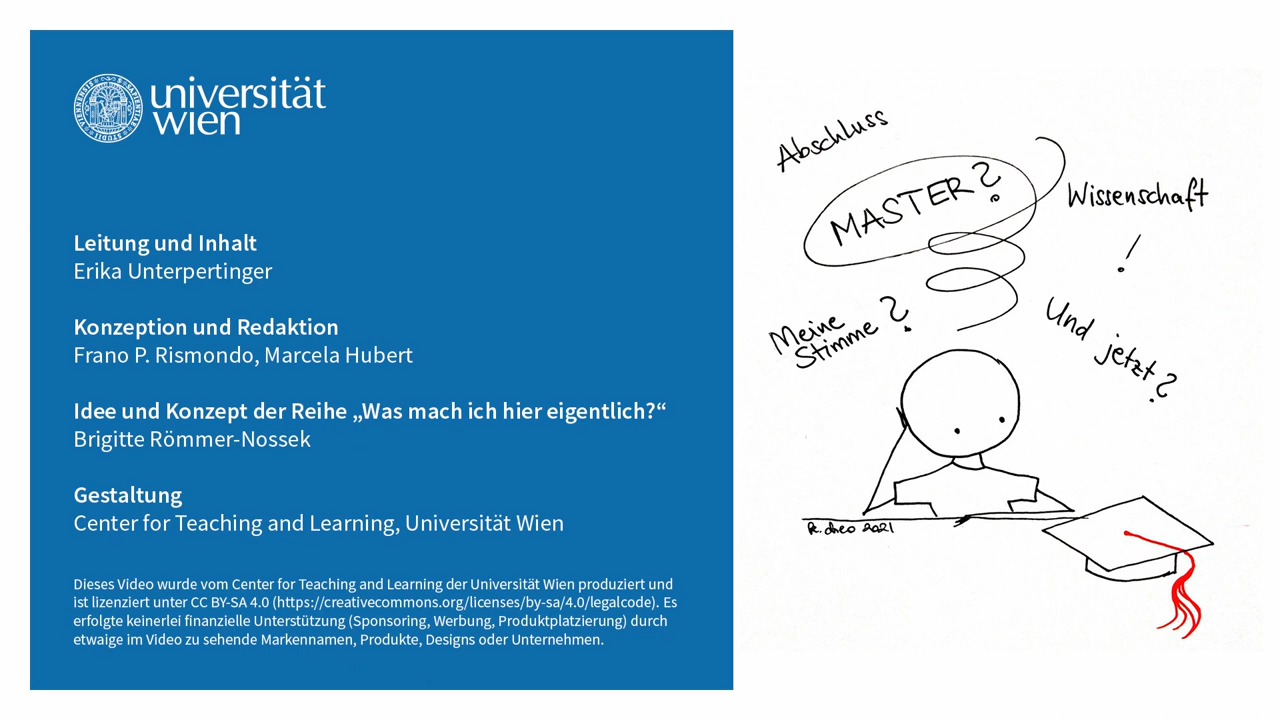 universität
wien
Leitung und Inhalt
Erika Unterpertinger
Konzeption und Redaktion
Frano P. Rismondo, Marcela Hubert
Idee und Konzept der Reihe „Was mach ich hier eigentlich?“
Brigitte Römmer-Nossek
Gestaltung
Center for Teaching and Learning, Universität Wien
Dieses Video wurde vom Center for Teaching and Learning der Universität Wien produziert und
ist lizenziert unter CC BY-SA 4.0 (https://creativecommons.org/licenses/by-sa/4.0/legalcode). Es
erfolgte keinerlei finanzielle Unterstützung (Sponsoring, Werbung, Produktplatzierung) durch
etwaige im Video zu sehende Markennamen, Produkte, Designs oder Unternehmen.
Abschluss
MASTER?
Wissenschaft
!
Meine
Stimme?
Und jetzt?
2021